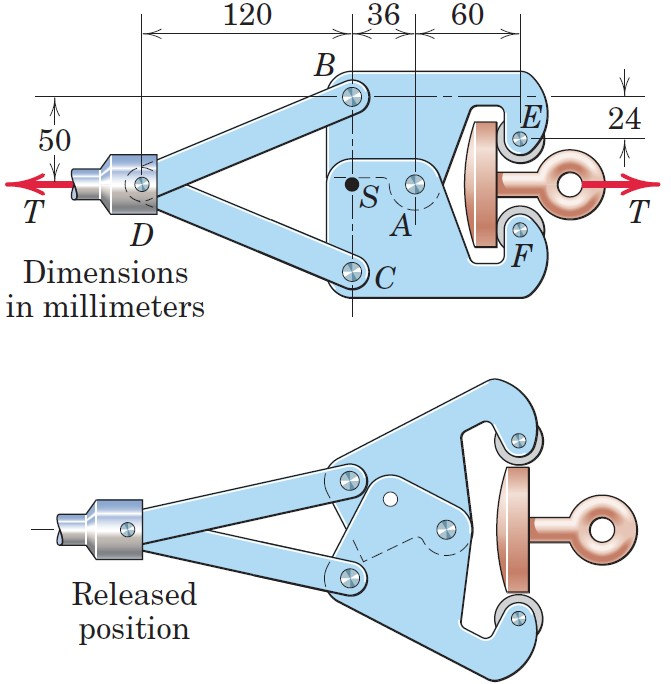 120
36
60
B
E
24
50
S
T
D
A
T
F
C
Dimensions
in millimeters
Released
position